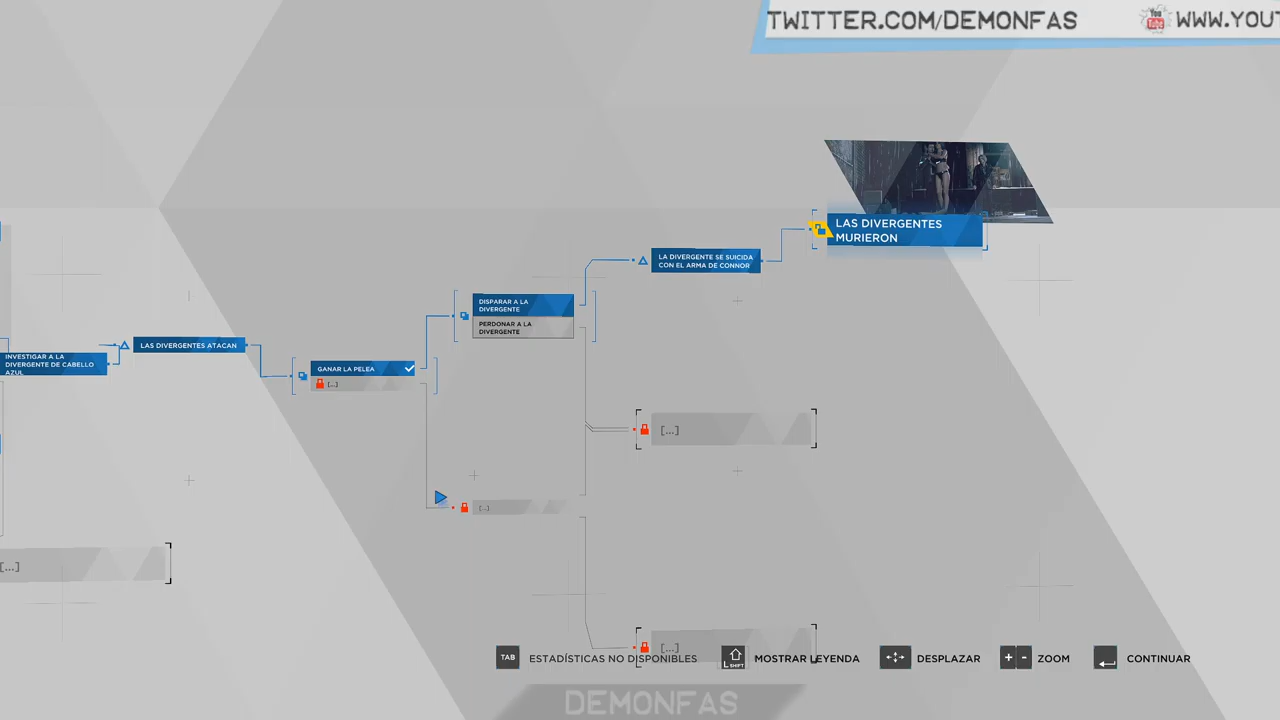 TWITTER.COM/DEMONFAS
You
Tube
WWW.YOUT
LAS DIVERGENTES
MURIERON
LA DIVERGENTE SE SUICIDA
CON EL ARMA DE CONNOR
DISPARAR A LA
DIVERGENTE
PERDONAR A LA
DIVERGENTE
LAS DIVERGENTES ATACAN
INVESTIGAR A LA
DIVERGENTE DE CABELLO
AZUL
GANAR LA PELEA
[...]
[...]
[...]
[...]
[...]
TAB
ESTADÍSTICAS NO DISPONIBLES
L SHIFT
MOSTRAR LEYENDA
DESPLAZAR
+ -
ZOOM
CONTINUAR
DEMONFAS